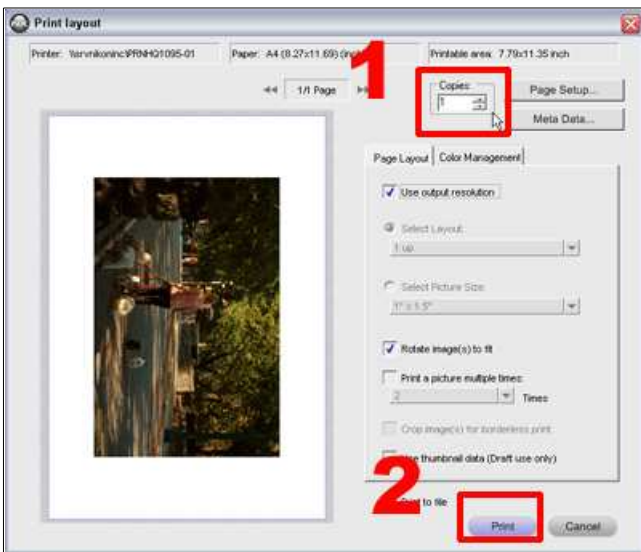 Print layout
Printer: \\srvnikoninc\PRNHQ1095-01
Paper: A4 (8.27x11.69) (inch)
Printable area: 7.79x11.35 inch
1
1/1 Page
Copies:
1
Page Setup...
Meta Data...
Page Layout
Color Management
Use output resolution
Select Layout:
1 up
Select Picture Size:
1" x 1.5"
Rotate image(s) to fit
Print a picture multiple times:
2
Times
Crop image(s) for borderless print
thumbnail data (Draft use only)
2
to file
Print
Cancel